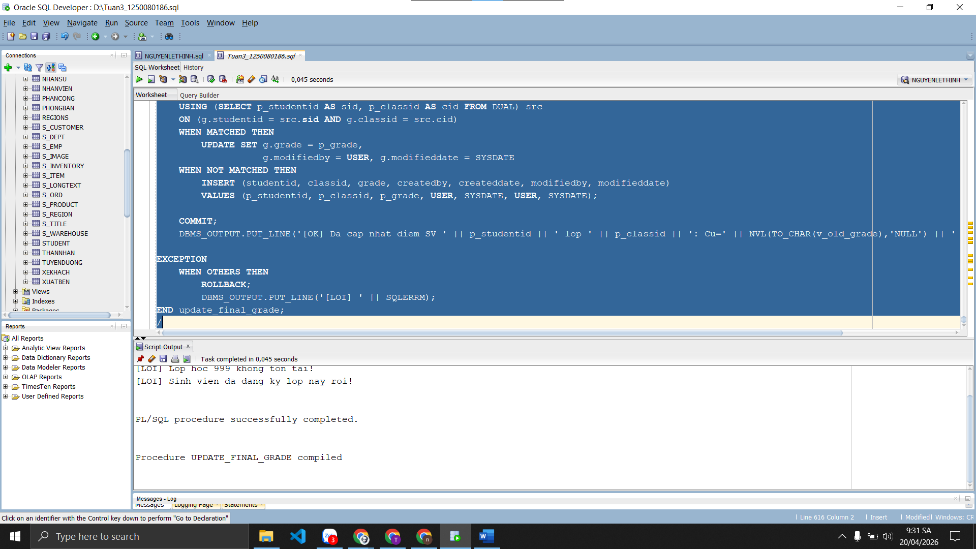 Oracle SQL Developer : D:\Tuan3_1250080186.sql
File Edit View Navigate Run Source Team Tools Window Help
Connections
NHANSU
NHANVIEN
PHANCONG
PHONGBAN
REGIONS
S_CUSTOMER
S_DEPT
S_EMP
S_IMAGE
S_INVENTORY
S_ITEM
S_LONGTEXT
S_ORD
S_PRODUCT
S_REGION
S_TITLE
S_WAREHOUSE
STUDENT
THANNHAN
TUYENDUONG
XEKHACH
XUATBEN
Views
Indexes
Packages
Reports
All Reports
Analytic View Reports
Data Dictionary Reports
Data Modeler Reports
OLAP Reports
TimesTen Reports
User Defined Reports
NGUYENLETHINH.sql Tuan3_1250080186.sql
SQL Worksheet History
0,045 seconds
NGUYENLETHINH
Worksheet Query Builder
USING (SELECT p_studentid AS sid, p_classid AS cid FROM DUAL) src
ON (g.studentid = src.sid AND g.classid = src.cid)
WHEN MATCHED THEN
UPDATE SET g.grade = p_grade,
g.modifiedby = USER, g.modifieddate = SYSDATE
WHEN NOT MATCHED THEN
INSERT (studentid, classid, grade, createdby, createddate, modifiedby, modifieddate)
VALUES (p_studentid, p_classid, p_grade, USER, SYSDATE, USER, SYSDATE);
COMMIT;
DBMS_OUTPUT.PUT_LINE('[OK] Da cap nhat diem SV ' || p_studentid || ' lop ' || p_classid || ': Cu=' || NVL(TO_CHAR(v_old_grade),'NULL') || '
EXCEPTION
WHEN OTHERS THEN
ROLLBACK;
DBMS_OUTPUT.PUT_LINE('[LOI] ' || SQLERRM);
END update_final_grade;
/
Script Output
Task completed in 0,045 seconds
[LOI] Lop hoc 999 khong ton tai!
[LOI] Sinh vien da dang ky lop nay roi!
PL/SQL procedure successfully completed.
Procedure UPDATE_FINAL_GRADE compiled
Messages - Log
Messages Logging Page Statements
Click on an identifier with the Control key down to perform "Go to Declaration"
Line 616 Column 2 Insert Modified Windows: CF
Type here to search
9:31 SA
20/04/2026